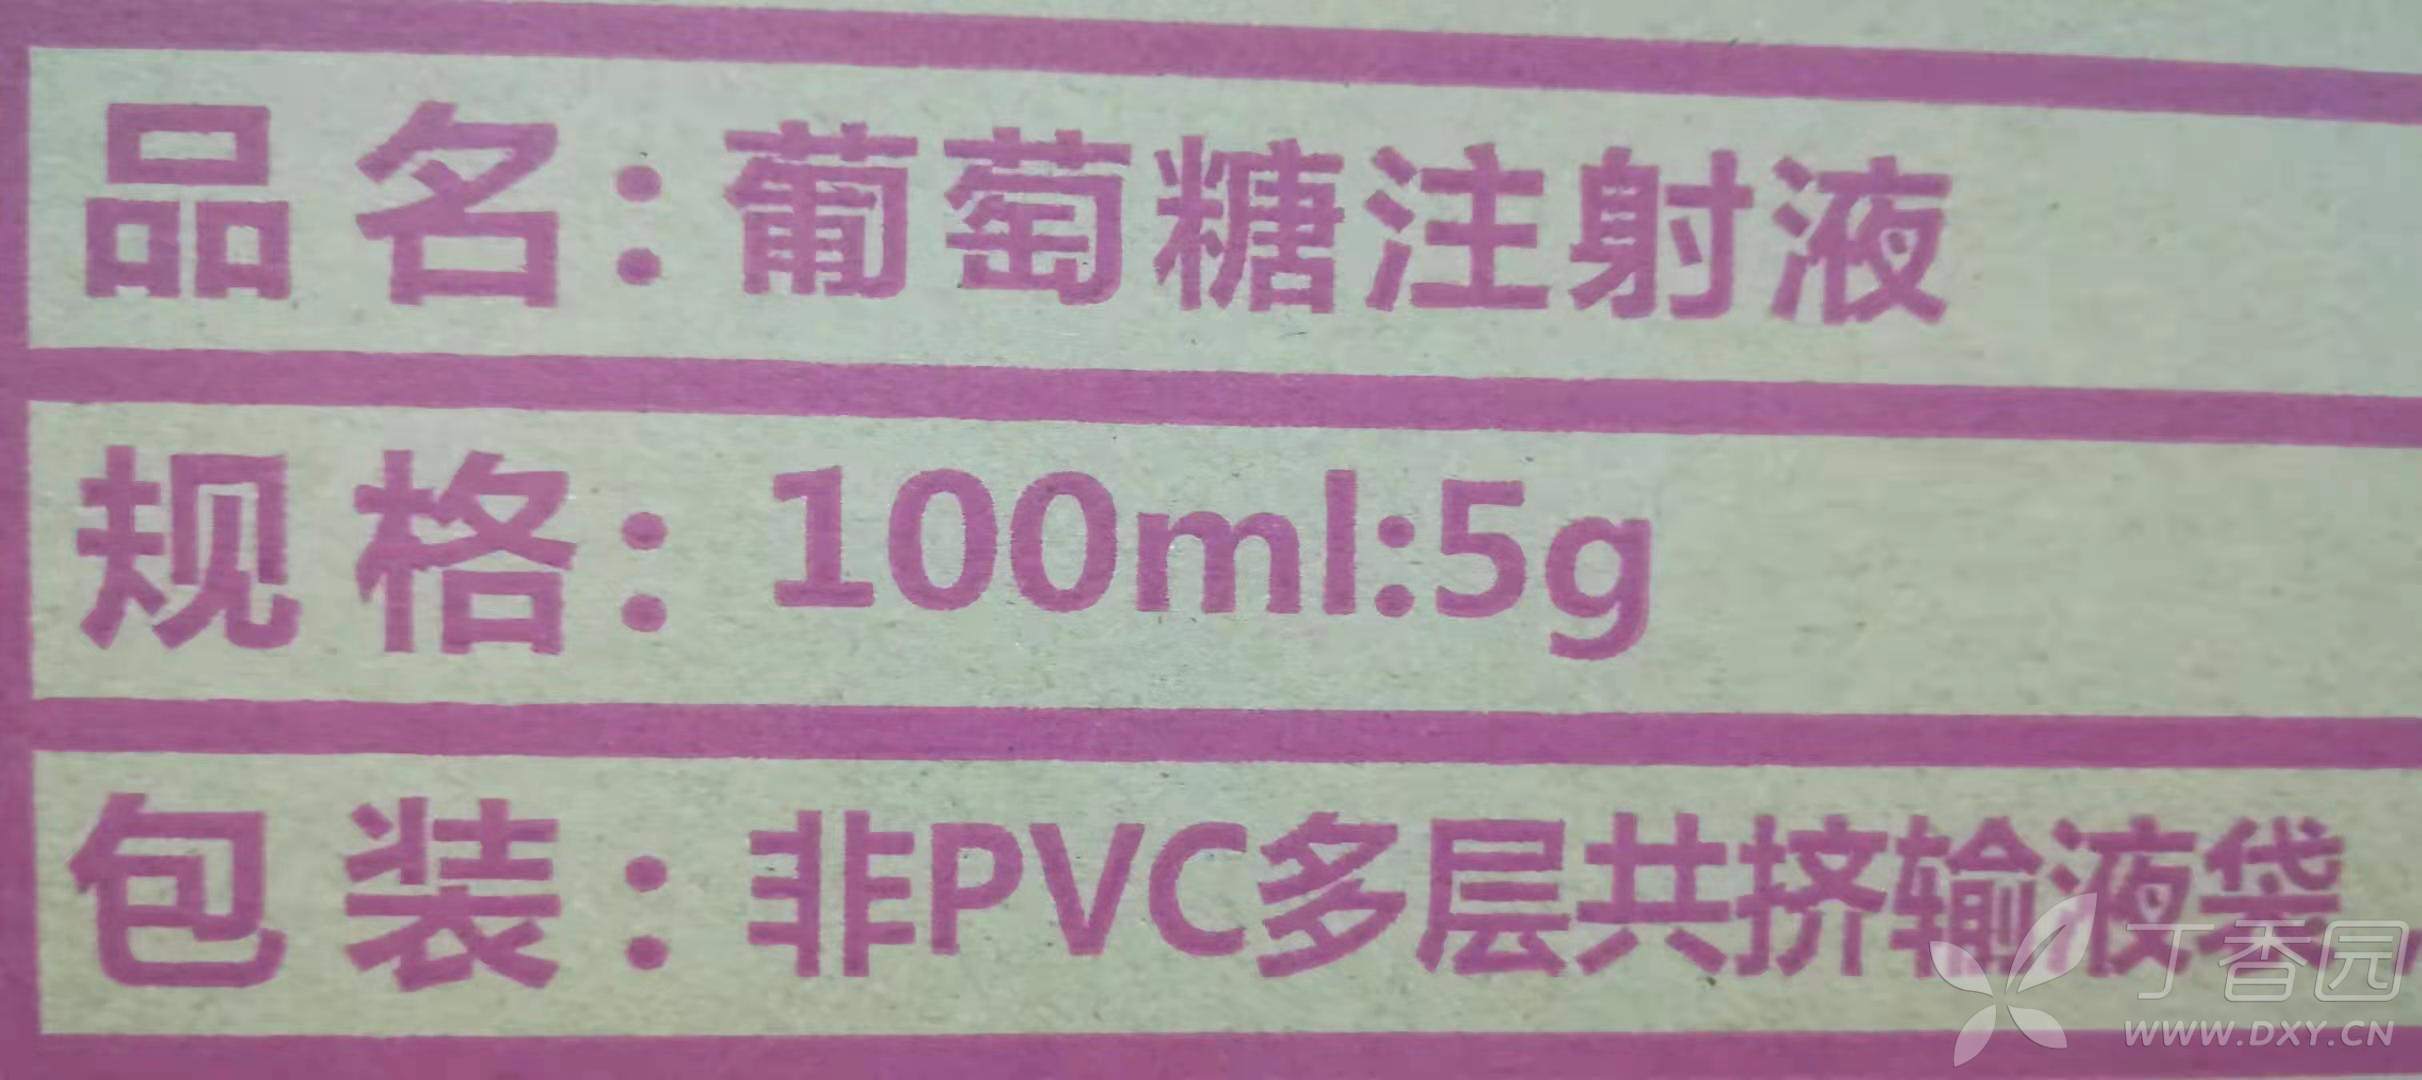 品名：葡萄糖注射液
规格：100ml:5g
包装：非PVC多层共挤输液袋,
丁香园
WWW.DXY.CN